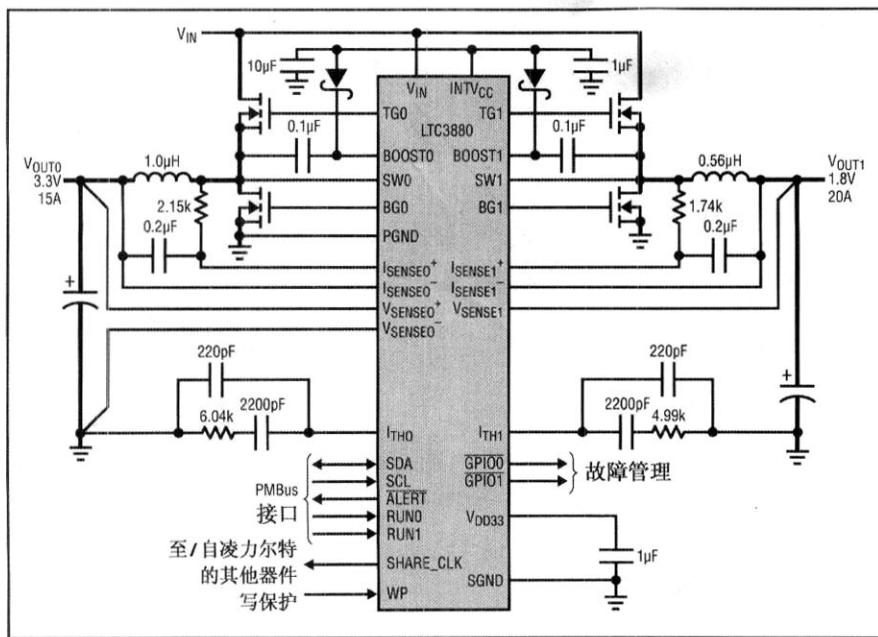 VIN
10µF
1µF
VIN
INTVCC
TG0
TG1
LTC3880
0.1µF
0.1µF
BOOST0
BOOST1
VOUT0
3.3V
15A
1.0µH
SW0
SW1
0.56µH
VOUT1
1.8V
20A
2.15k
BG0
BG1
1.74k
0.2µF
PGND
0.2µF
ISENSE0+
ISENSE1+
ISENSE0−
ISENSE1−
VSENSE0+
VSENSE1
VSENSE0−
+
+
220pF
220pF
6.04k
2200pF
2200pF
4.99k
ITH0
ITH1
PMBus
接口
SDA
SCL
ALERT
RUN0
RUN1
GPIO0
GPIO1
故障管理
VDD33
至/自凌力尔特
的其他器件
SHARE_CLK
1µF
SGND
写保护
WP